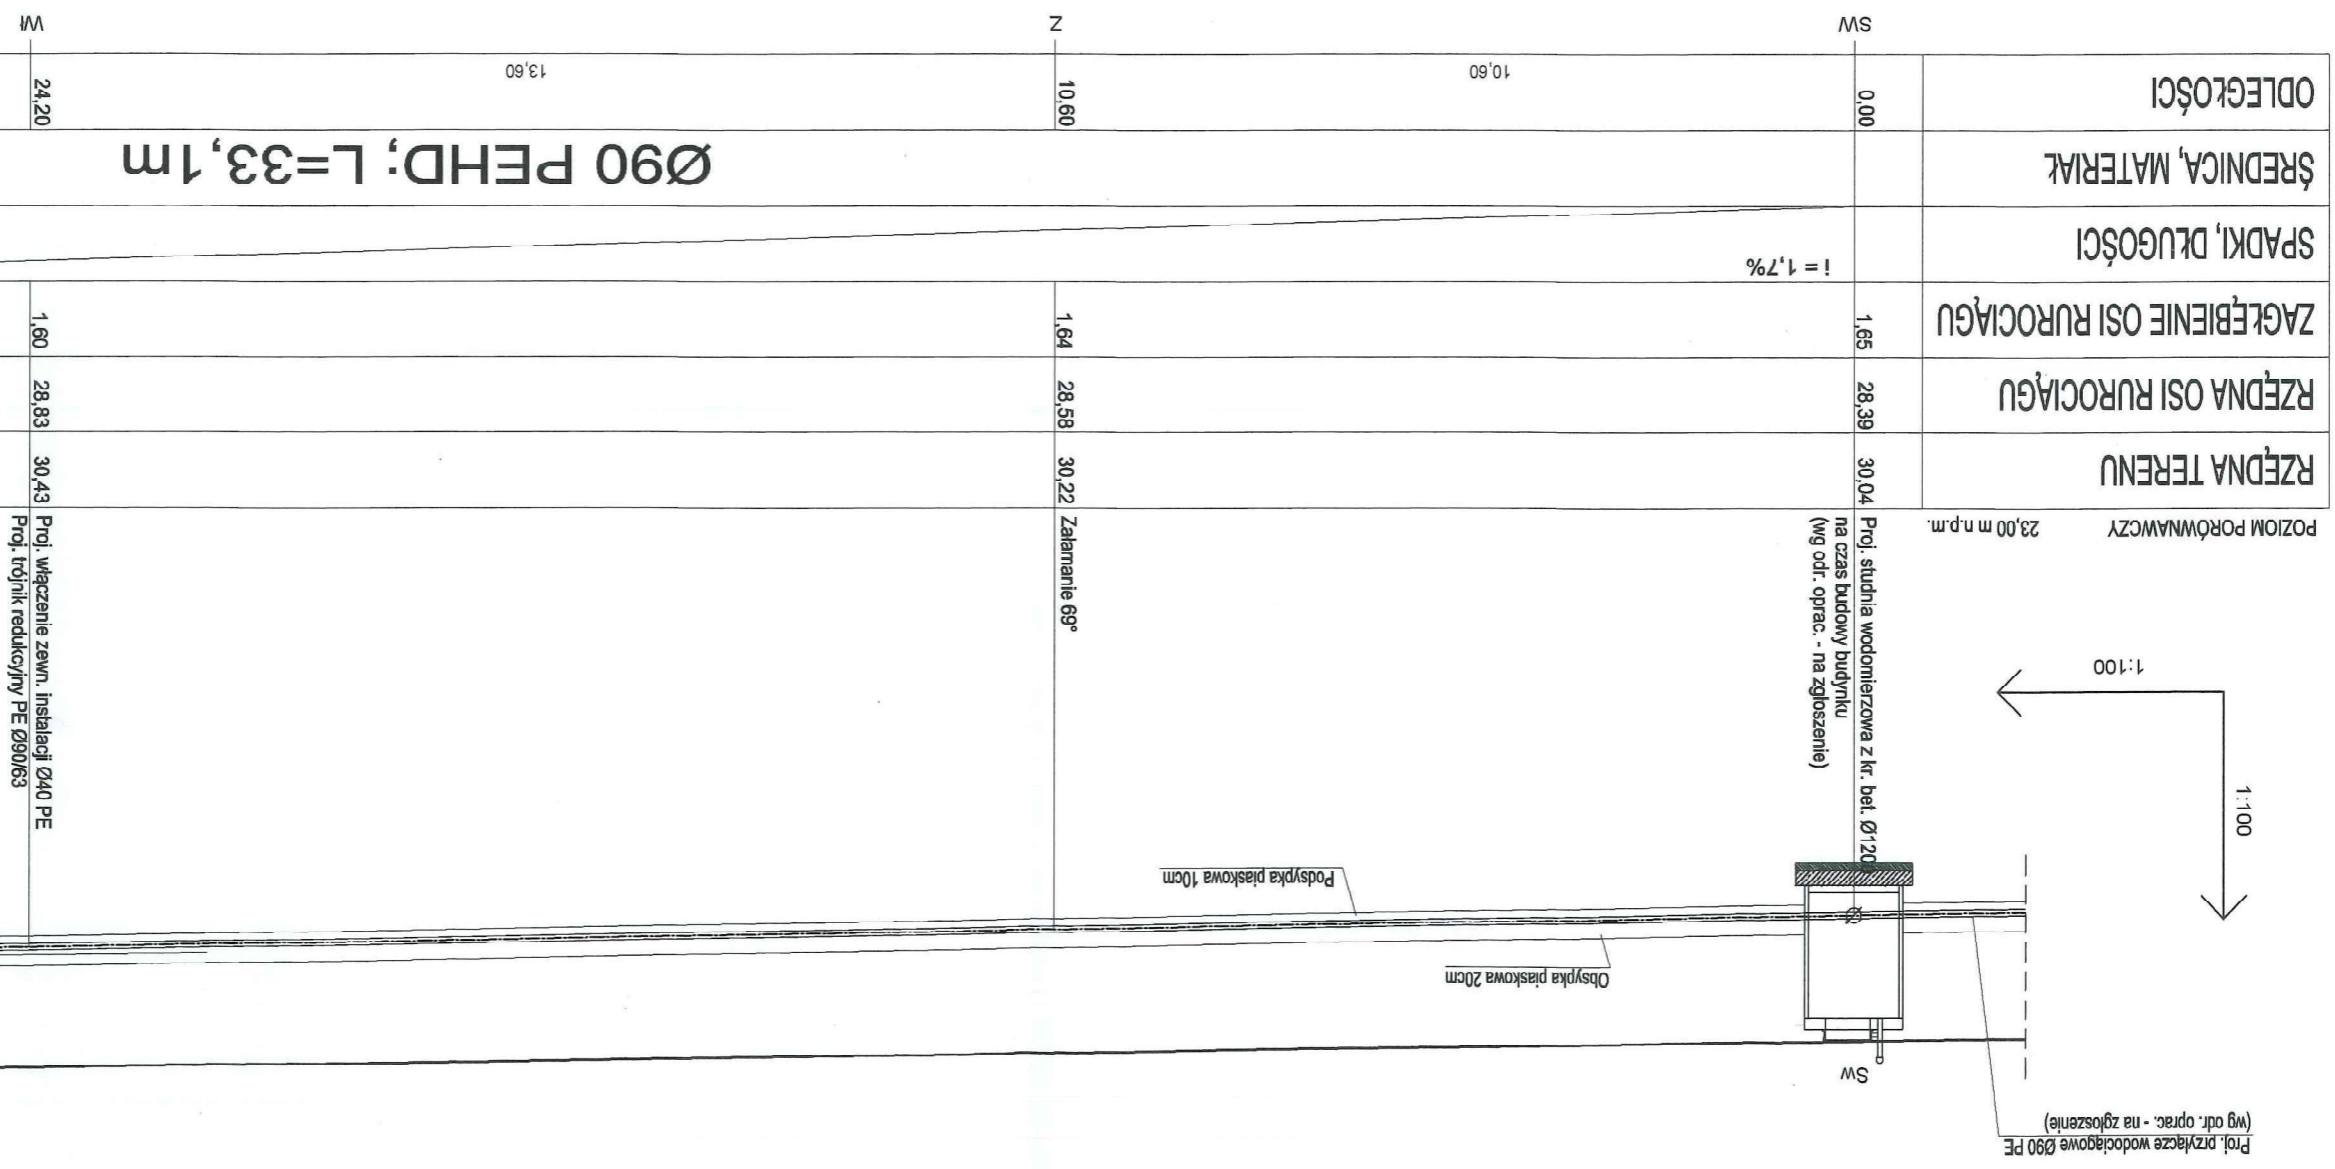 Proj. przyłącze wodociągowe Ø90 PE
(wg odr. oprac. - na zgłoszenie)
Sw
Obsypka piaskowa 20cm
Podsypka piaskowa 10cm
1:100
1:100
Proj. studnia wodomierzowa z kr. bet. Ø120
na czas budowy budynku
(wg odr. oprac. - na zgłoszenie)
Załamanie 69°
Proj. włączenie zewn. instalacji Ø40 PE
Proj. trójnik redukcyjny PE Ø90/63
POZIOM PORÓWNAWCZY 23,00 m n.p.m.
RZĘDNA TERENU 30,04 30,22 30,43
RZĘDNA OSI RUROCIĄGU 28,39 28,58 28,83
ZAGŁĘBIENIE OSI RUROCIĄGU 1,65 1,64 1,60
SPADKI, DŁUGOŚCI i = 1,7%
ŚREDNICA, MATERIAŁ Ø90 PEHD; L=33,1m
ODLEGŁOŚCI 0,00 10,60 10,60 13,60 24,20
SW Z Wł